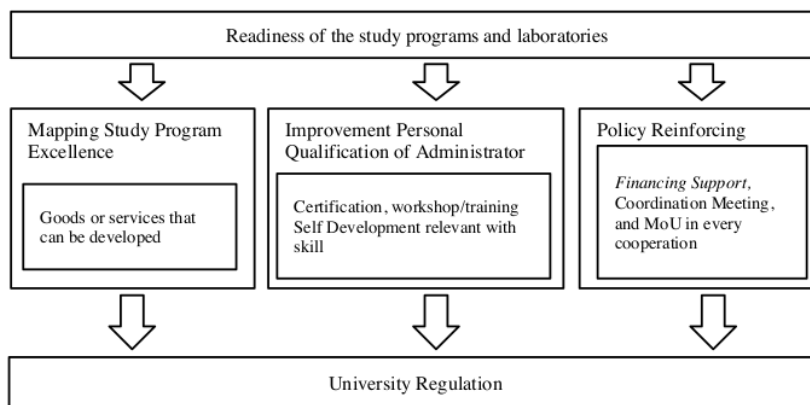 Readiness of the study programs and laboratories
Mapping Study Program
Excellence
Goods or services that
can be developed
Improvement Personal
Qualification of Administrator
Certification, workshop/training
Self Development relevant with
skill
Policy Reinforcing
Financing Support,
Coordination Meeting,
and MoU in every
cooperation
University Regulation